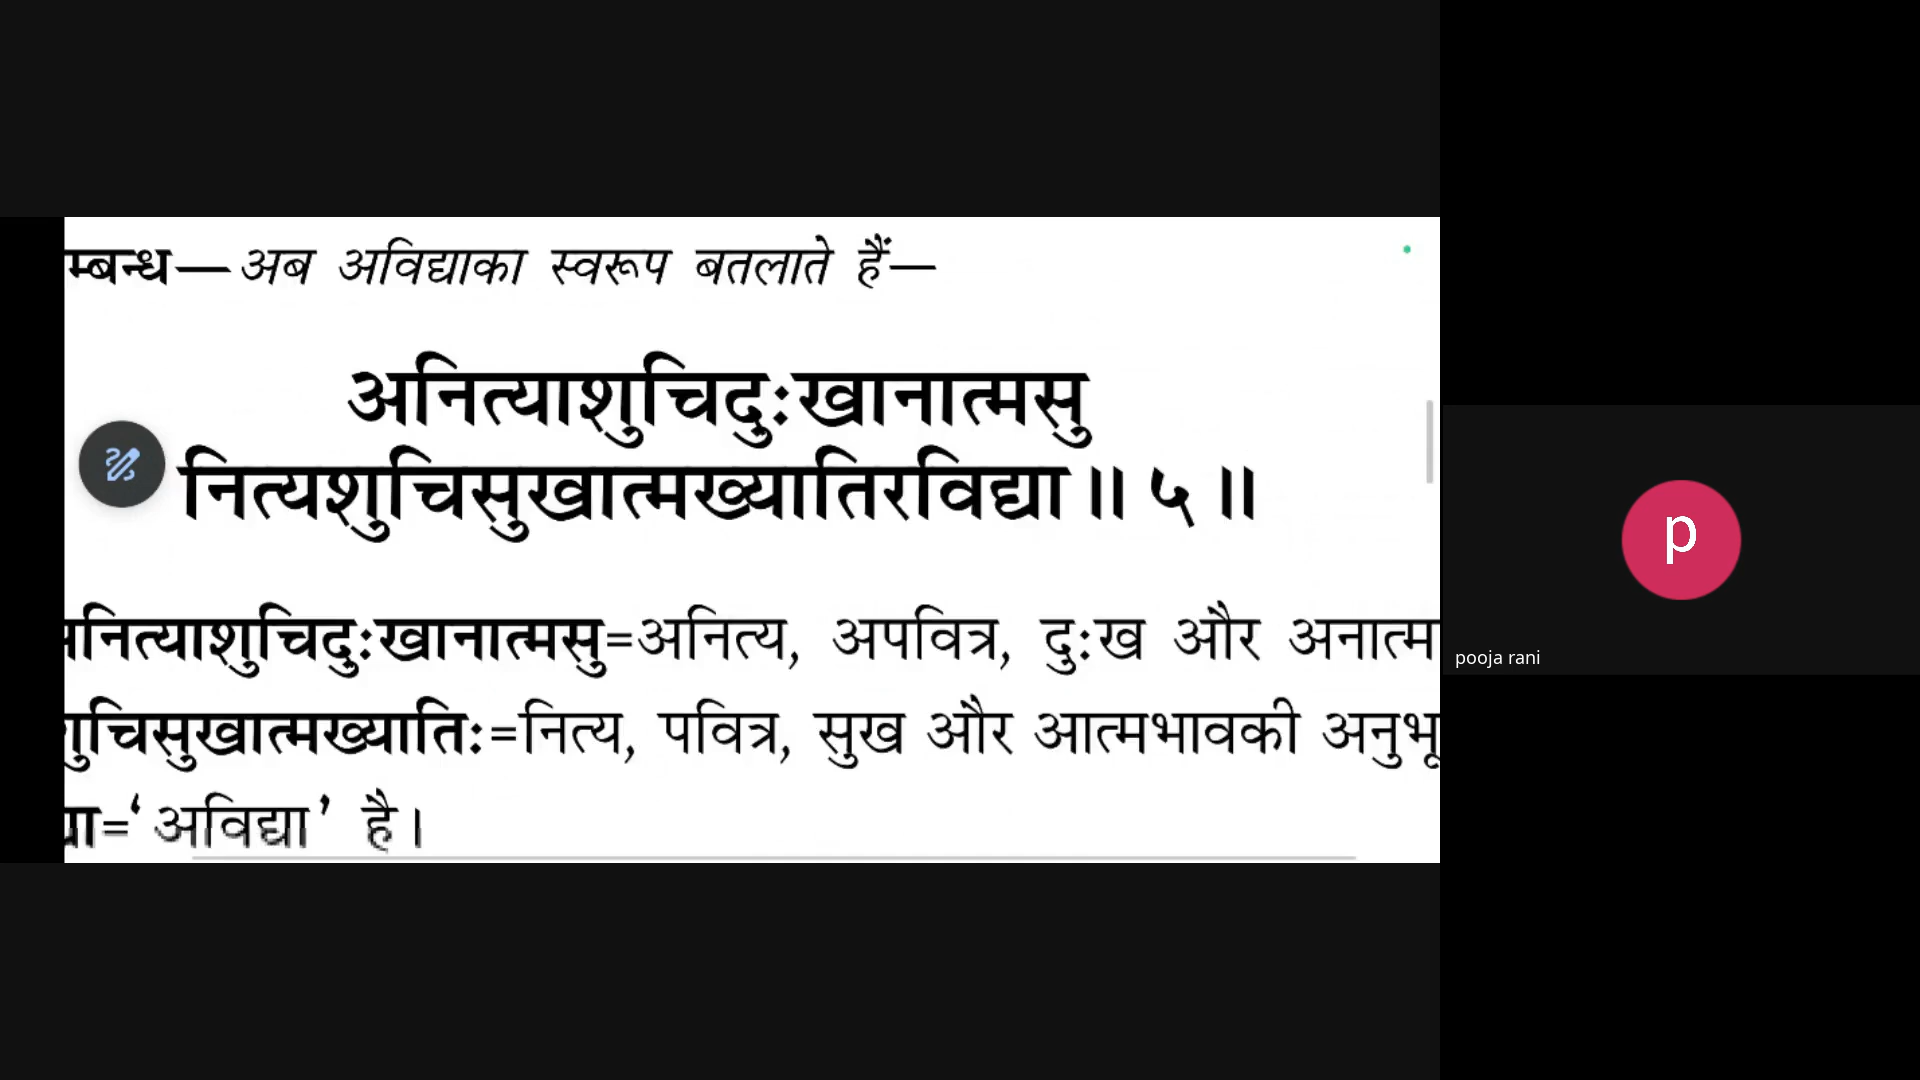 म्बन्ध—अब अविद्याका स्वरूप बतलाते हैं—
अनित्याशुचिदुःखानात्मसु
नित्यशुचिसुखात्मख्यातिरविद्या॥ ५ ॥
अनित्याशुचिदुःखानात्मसु=अनित्य, अपवित्र, दुःख और अनात्म
शुचिसुखात्मख्यातिः=नित्य, पवित्र, सुख और आत्मभावकी अनुभू
द्या=‘अविद्या’ है।
p
pooja rani